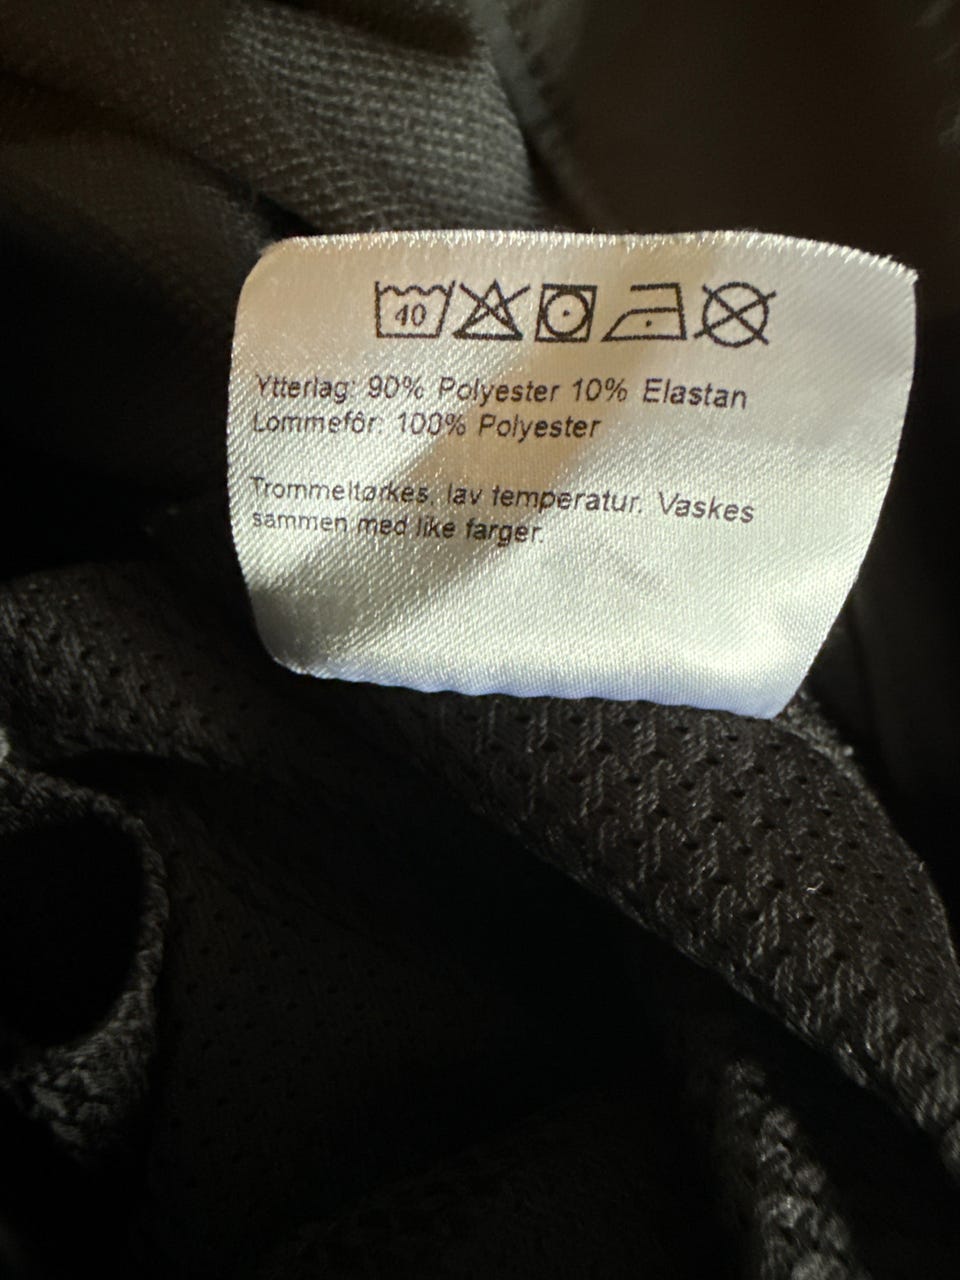 40
Ytterlag: 90% Polyester 10% Elastan
Lommefôr: 100% Polyester
Trommeltørkes, lav temperatur. Vaskes
sammen med like farger.